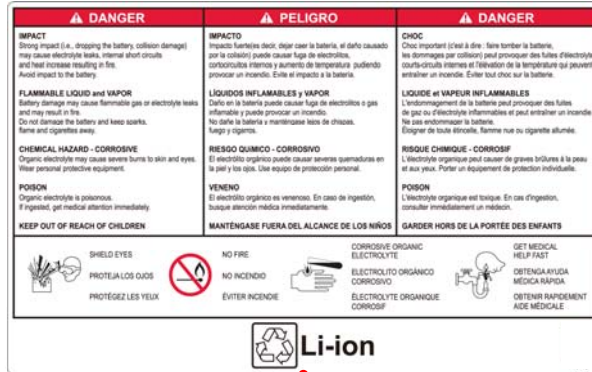 DANGER
IMPACT
Strong impact (i.e., dropping the battery, collision damage)
may cause electrolyte leaks, internal short circuits
and heat increase resulting in fire.
Avoid impact to the battery.
FLAMMABLE LIQUID and VAPOR
Battery damage may cause flammable gas or electrolyte leaks
and may result in fire.
Do not damage the battery and keep sparks,
flame and cigarettes away.
CHEMICAL HAZARD - CORROSIVE
Organic electrolyte may cause severe burns to skin and eyes.
Wear personal protective equipment.
POISON
Organic electrolyte is poisonous.
If ingested, get medical attention immediately.
KEEP OUT OF REACH OF CHILDREN
PELIGRO
IMPACTO
Impacto fuerte(es decir, dejar caer la batería, el daño causado
por la colisión) puede causar fuga de electrolitos,
cortocircuitos internos y aumento de temperatura pudiendo
provocar un incendio. Evite el impacto a la batería.
LÍQUIDOS INFLAMABLES y VAPOR
Daño en la batería puede causar fuga de electrolitos o gas
inflamable y puede provocar un incendio.
No dañe la batería y manténgase lejos de chispas,
fuego y cigarros.
RIESGO QUÍMICO - CORROSIVO
El electrólito orgánico puede causar severas quemaduras en
la piel y los ojos. Use equipo de protección personal.
VENENO
El electrólito orgánico es venenoso. En caso de ingestión,
busque atención médica inmediatamente.
MANTÉNGASE FUERA DEL ALCANCE DE LOS NIÑOS
DANGER
CHOC
Choc important (c'est à dire : faire tomber la batterie,
les dommages par collision) peut provoquer des fuites d'électrolyte
courts-circuits internes et l'élévation de la température qui peuvent
entraîner un incendie. Éviter tout choc sur la batterie.
LIQUIDE et VAPEUR INFLAMMABLES
L'endommagement de la batterie peut provoquer des fuites
de gaz ou d'électrolyte inflammables et peut entraîner un incendie.
Ne pas endommager la batterie.
Éloigner de toute étincelle, flamme nue ou cigarette allumée.
RISQUE CHIMIQUE - CORROSIF
L'électrolyte organique peut causer de graves brûlures à la peau
et aux yeux. Porter un équipement de protection individuelle.
POISON
L'électrolyte organique est toxique. En cas d'ingestion,
consulter immédiatement un médecin.
GARDER HORS DE LA PORTÉE DES ENFANTS
SHIELD EYES
PROTEJA LOS OJOS
PROTÉGEZ LES YEUX
NO FIRE
NO INCENDIO
ÉVITER INCENDIE
CORROSIVE ORGANIC
ELECTROLYTE
ELECTROLITO ORGÁNICO
CORROSIVO
ÉLECTROLYTE ORGANIQUE
CORROSIF
GET MEDICAL
HELP FAST
OBTENGA AYUDA
MÉDICA RÁPIDA
OBTENIR RAPIDEMENT
AIDE MÉDICALE
Li-ion